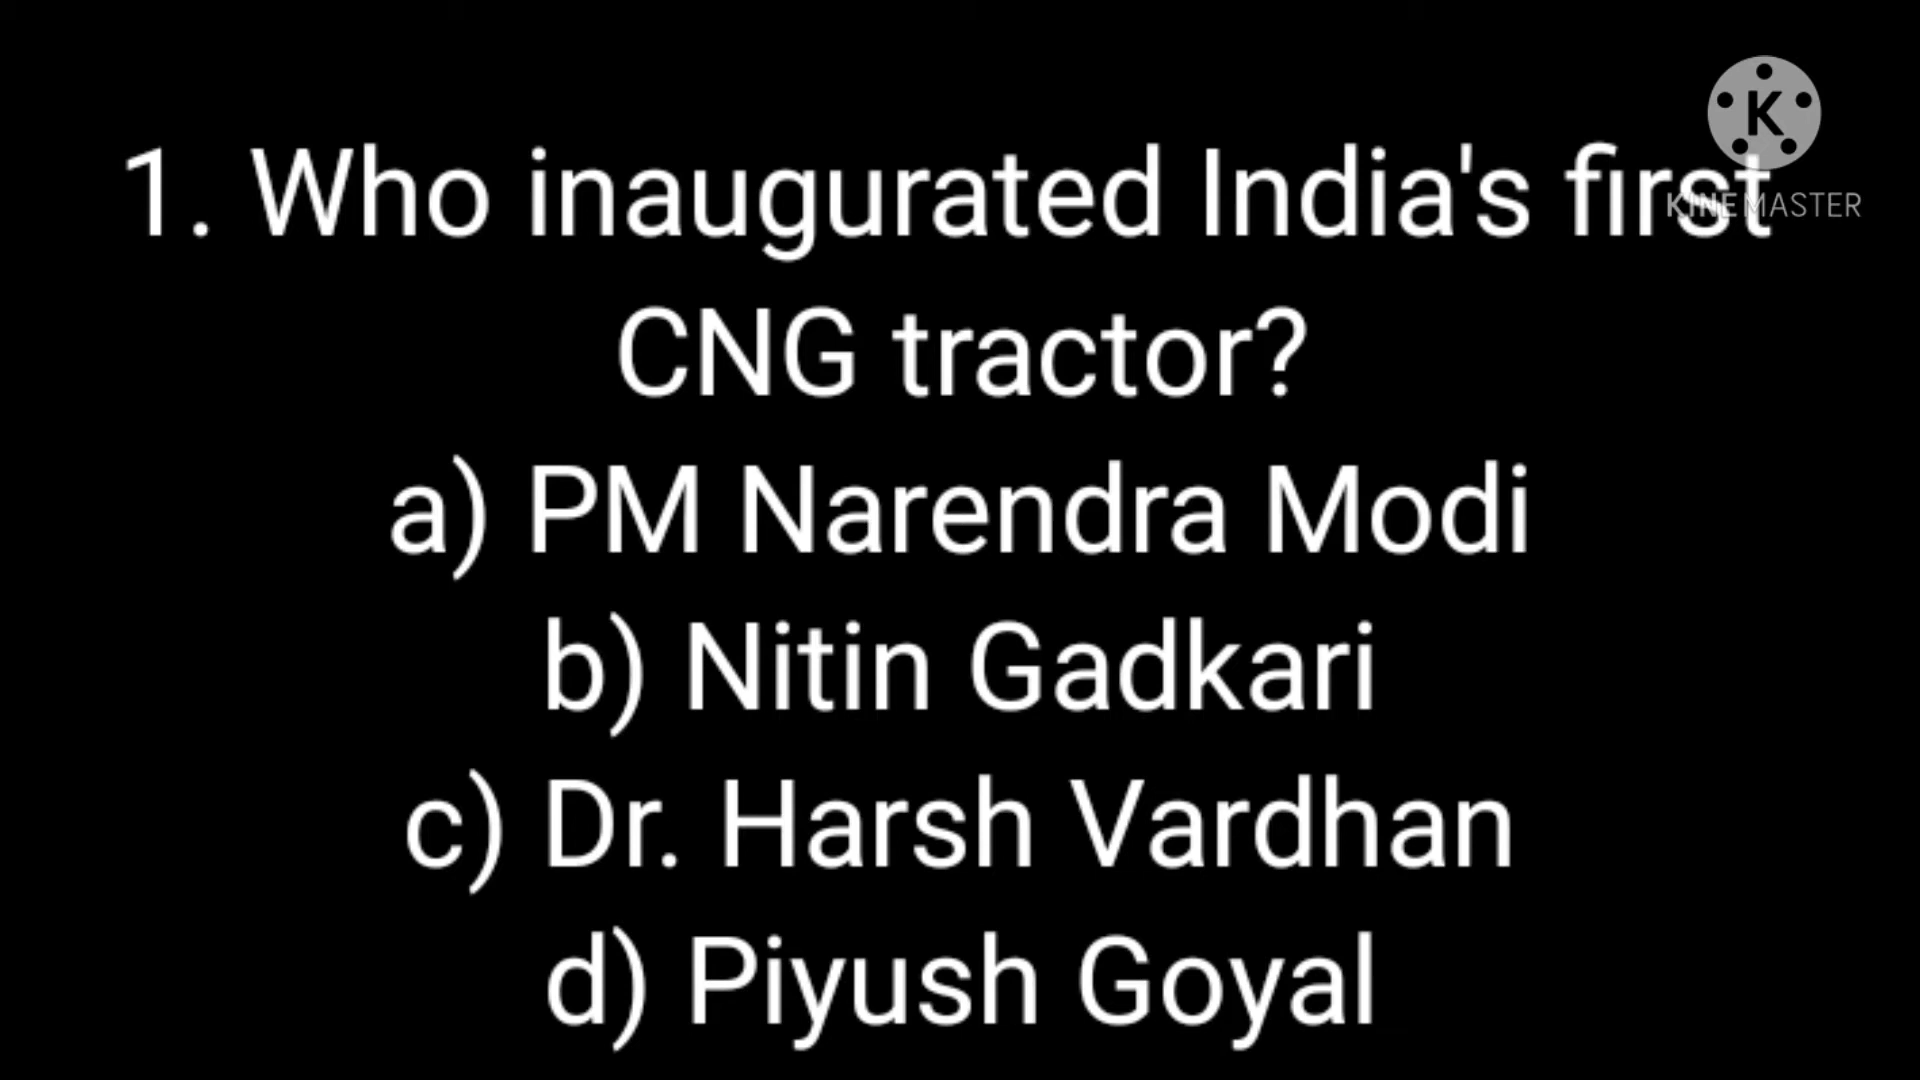 1. Who inaugurated India's first
KINEMASTER
CNG tractor?
a) PM Narendra Modi
b) Nitin Gadkari
c) Dr. Harsh Vardhan
d) Piyush Goyal